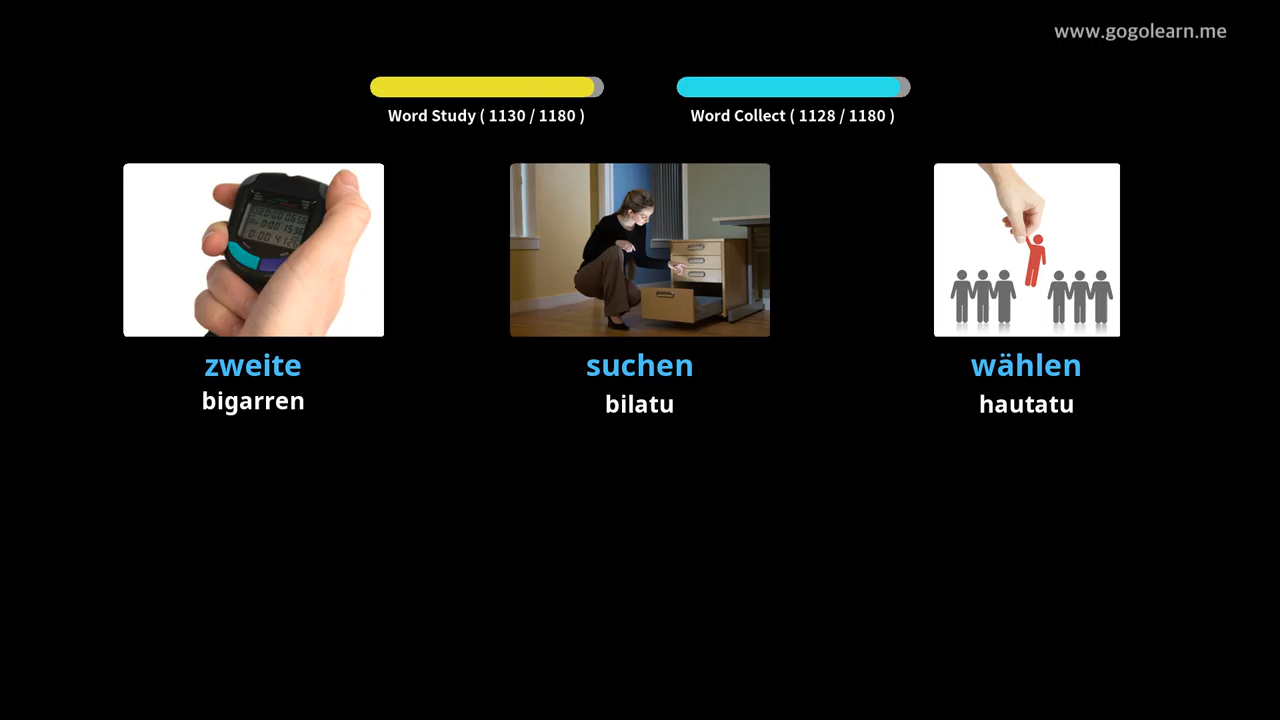 www.gogolearn.me
Word Study ( 1130 / 1180 )
Word Collect ( 1128 / 1180 )
zweite
bigarren
suchen
bilatu
wählen
hautatu